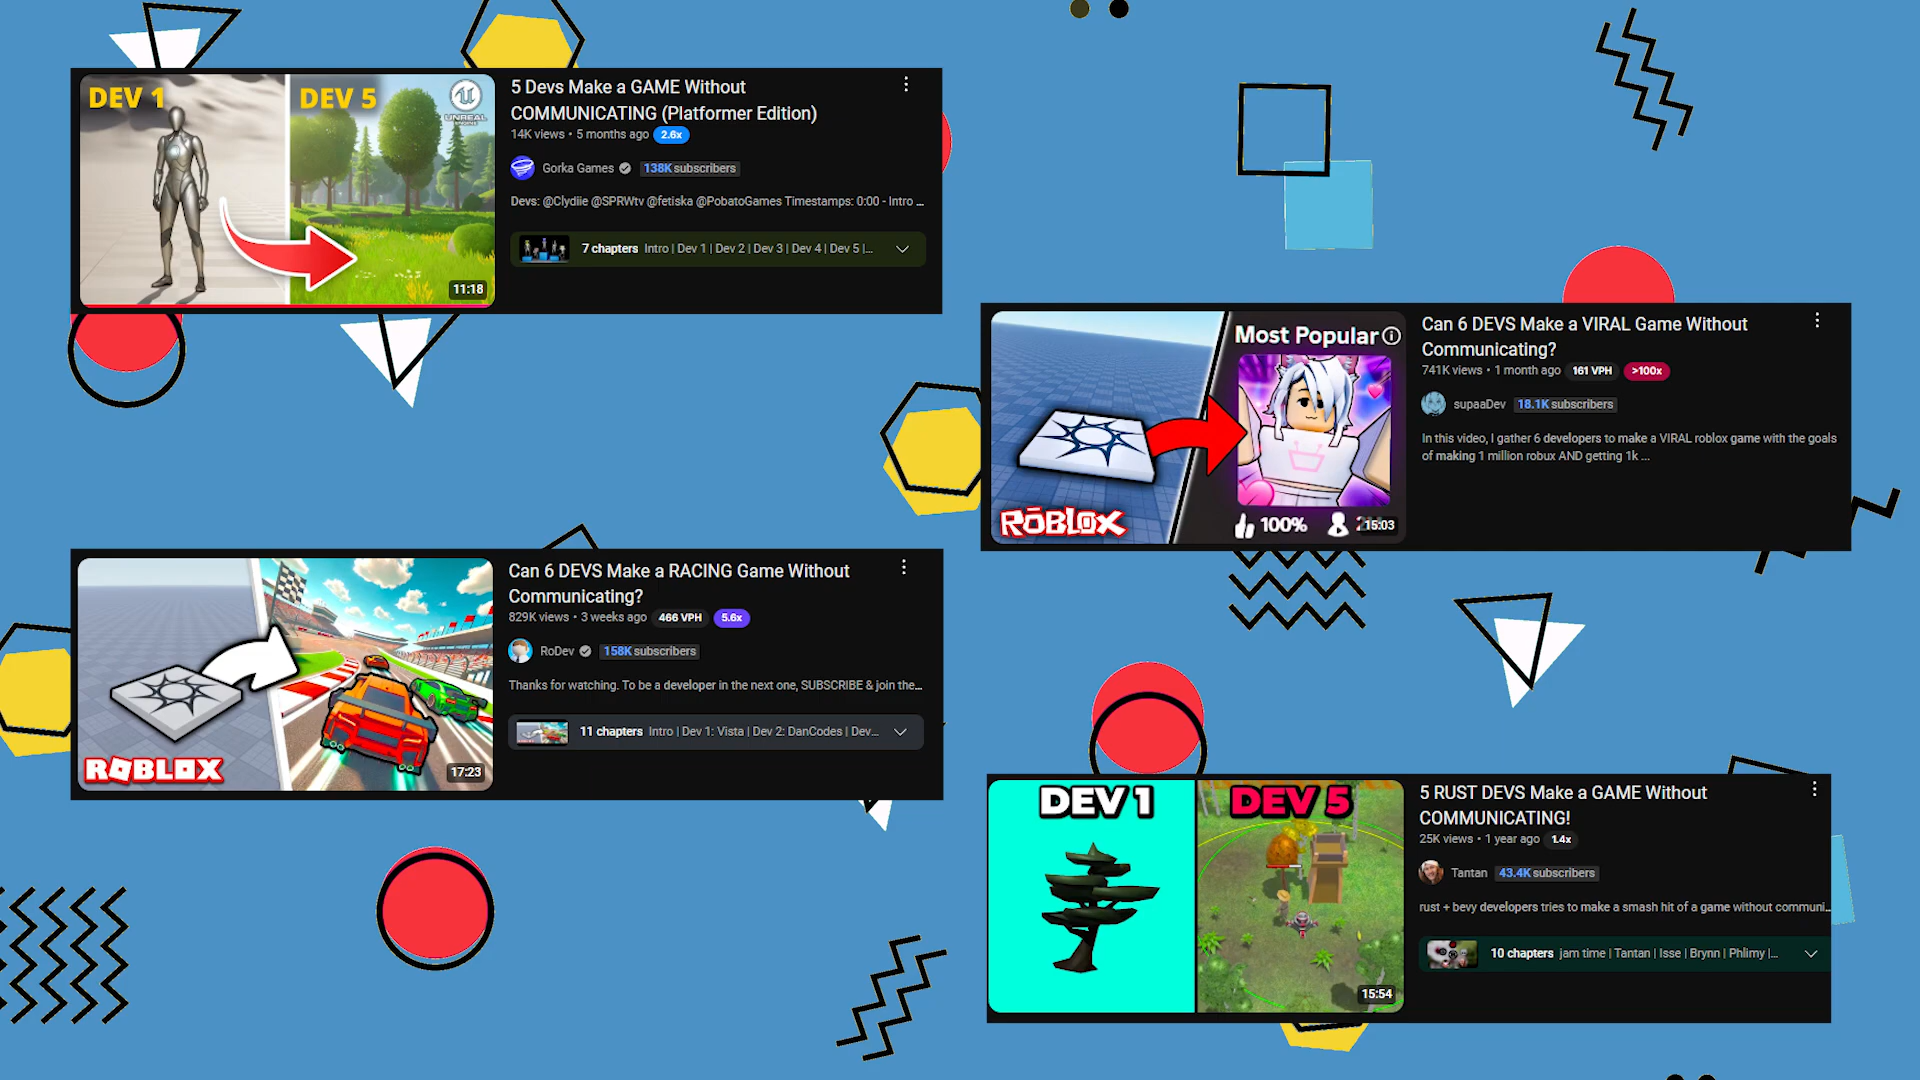 DEV 1
DEV 5
UNREAL
ENGINE
11:18
5 Devs Make a GAME Without
COMMUNICATING (Platformer Edition)
14K views • 5 months ago 2.6x
Gorka Games 138K subscribers
Devs: @Clydiie @SPRWtv @fetiska @PobatoGames Timestamps: 0:00 - Intro ...
7 chapters Intro | Dev 1 | Dev 2 | Dev 3 | Dev 4 | Dev 5 |...
Most Popular
ROBLOX
100%
15:03
Can 6 DEVS Make a VIRAL Game Without
Communicating?
741K views • 1 month ago 161 VPH >100x
supaaDev 18.1K subscribers
In this video, I gather 6 developers to make a VIRAL roblox game with the goals
of making 1 million robux AND getting 1k ...
ROBLOX
17:23
Can 6 DEVS Make a RACING Game Without
Communicating?
829K views • 3 weeks ago 466 VPH 5.6x
RoDev 158K subscribers
Thanks for watching. To be a developer in the next one, SUBSCRIBE & join the...
11 chapters Intro | Dev 1: Vista | Dev 2: DanCodes | Dev...
DEV 1
DEV 5
15:54
5 RUST DEVS Make a GAME Without
COMMUNICATING!
25K views • 1 year ago 1.4x
Tantan 43.4K subscribers
rust + bevy developers tries to make a smash hit of a game without communi...
10 chapters jam time | Tantan | Isse | Brynn | Phlimy |...